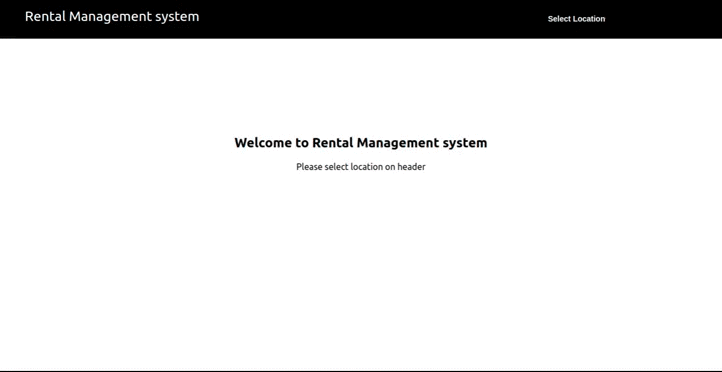 Rental Management system
Select Location
Welcome to Rental Management system
Please select location on header